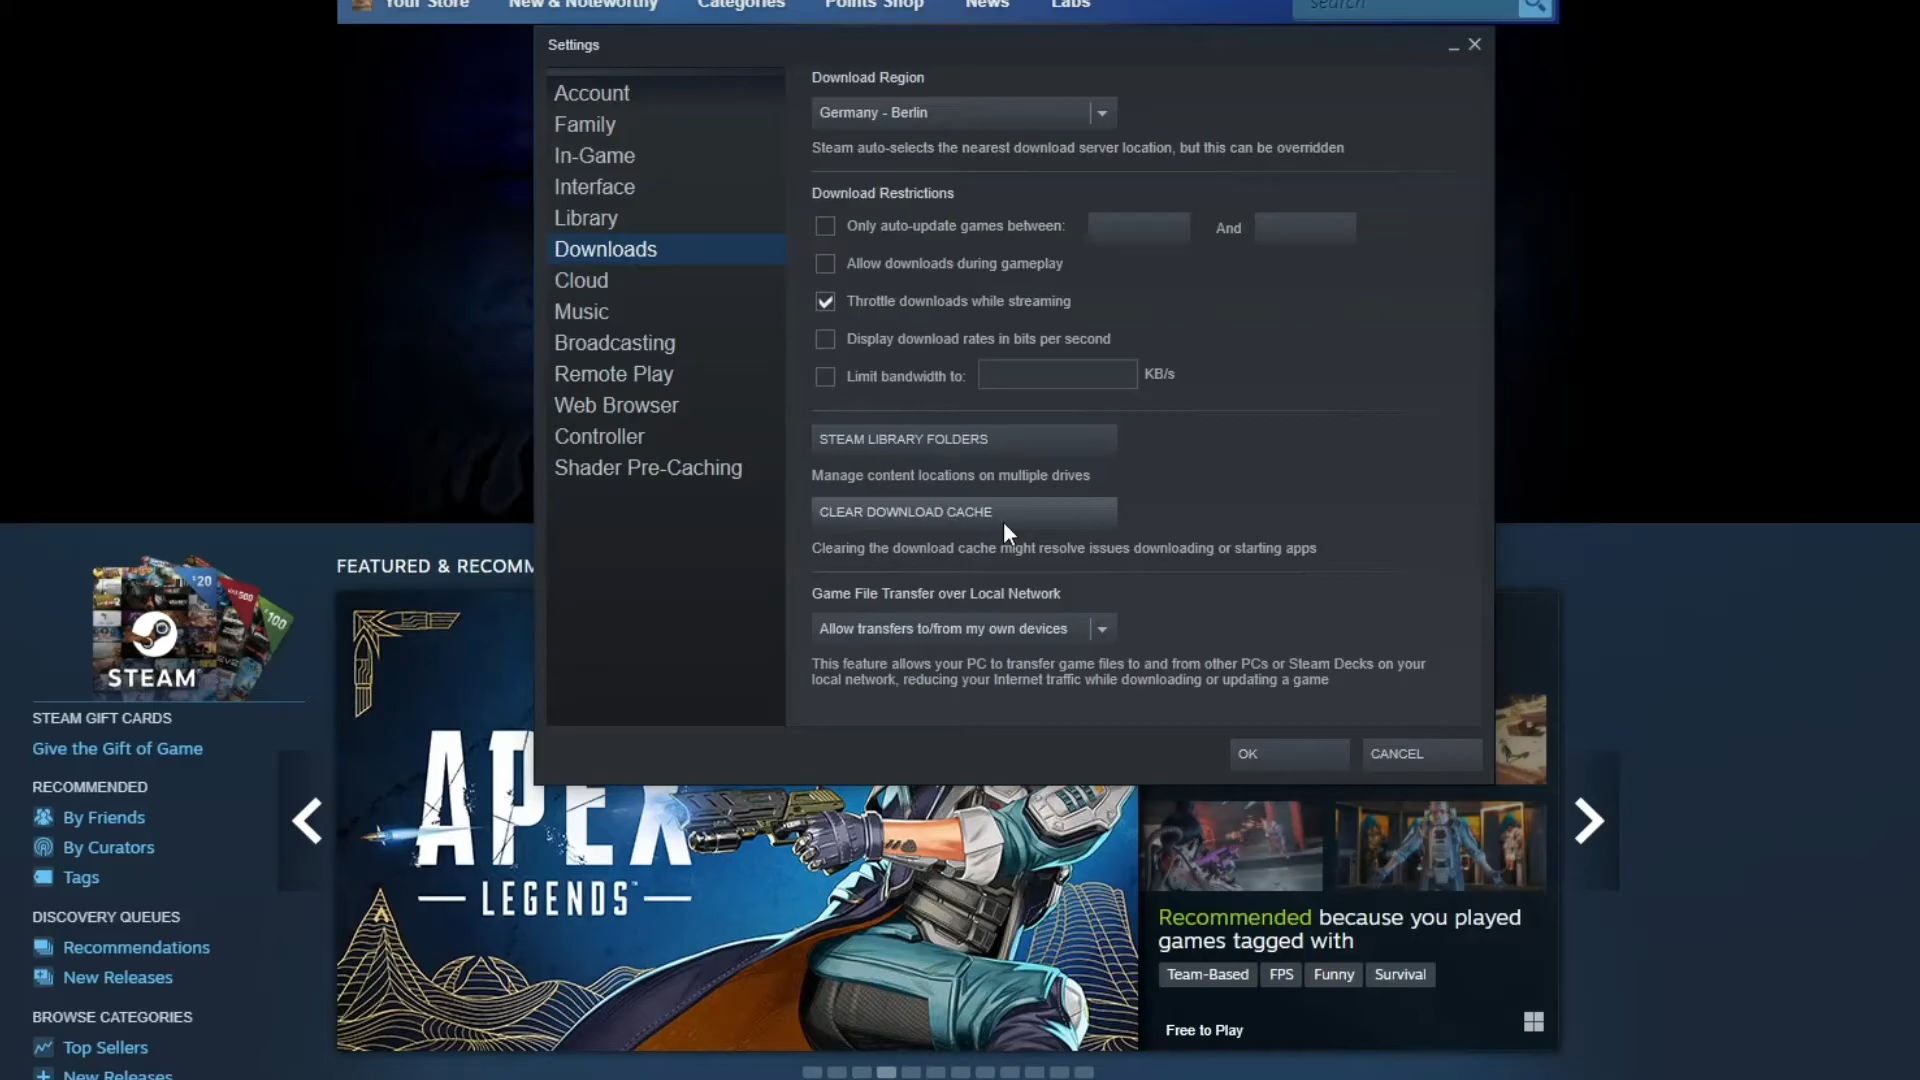 Your Store New & Noteworthy Categories Points Shop News Labs search
Settings
Account
Family
In-Game
Interface
Library
Downloads
Cloud
Music
Broadcasting
Remote Play
Web Browser
Controller
Shader Pre-Caching
Download Region
Germany - Berlin
Steam auto-selects the nearest download server location, but this can be overridden
Download Restrictions
Only auto-update games between: And
Allow downloads during gameplay
Throttle downloads while streaming
Display download rates in bits per second
Limit bandwidth to: KB/s
STEAM LIBRARY FOLDERS
Manage content locations on multiple drives
CLEAR DOWNLOAD CACHE
Clearing the download cache might resolve issues downloading or starting apps
Game File Transfer over Local Network
Allow transfers to/from my own devices
This feature allows your PC to transfer game files to and from other PCs or Steam Decks on your
local network, reducing your Internet traffic while downloading or updating a game
OK CANCEL
$20
500
$100
STEAM
STEAM GIFT CARDS
Give the Gift of Game
RECOMMENDED
By Friends
By Curators
Tags
DISCOVERY QUEUES
Recommendations
New Releases
BROWSE CATEGORIES
Top Sellers
New Releases
FEATURED & RECOMM
APEX
LEGENDS™
Recommended because you played
games tagged with
Team-Based FPS Funny Survival
Free to Play